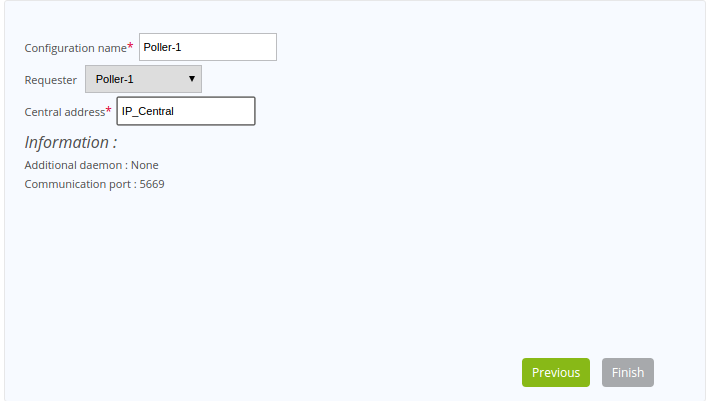 Configuration name* Poller-1
Requester Poller-1
Central address* IP_Central
Information :
Additional daemon : None
Communication port : 5669
Previous Finish